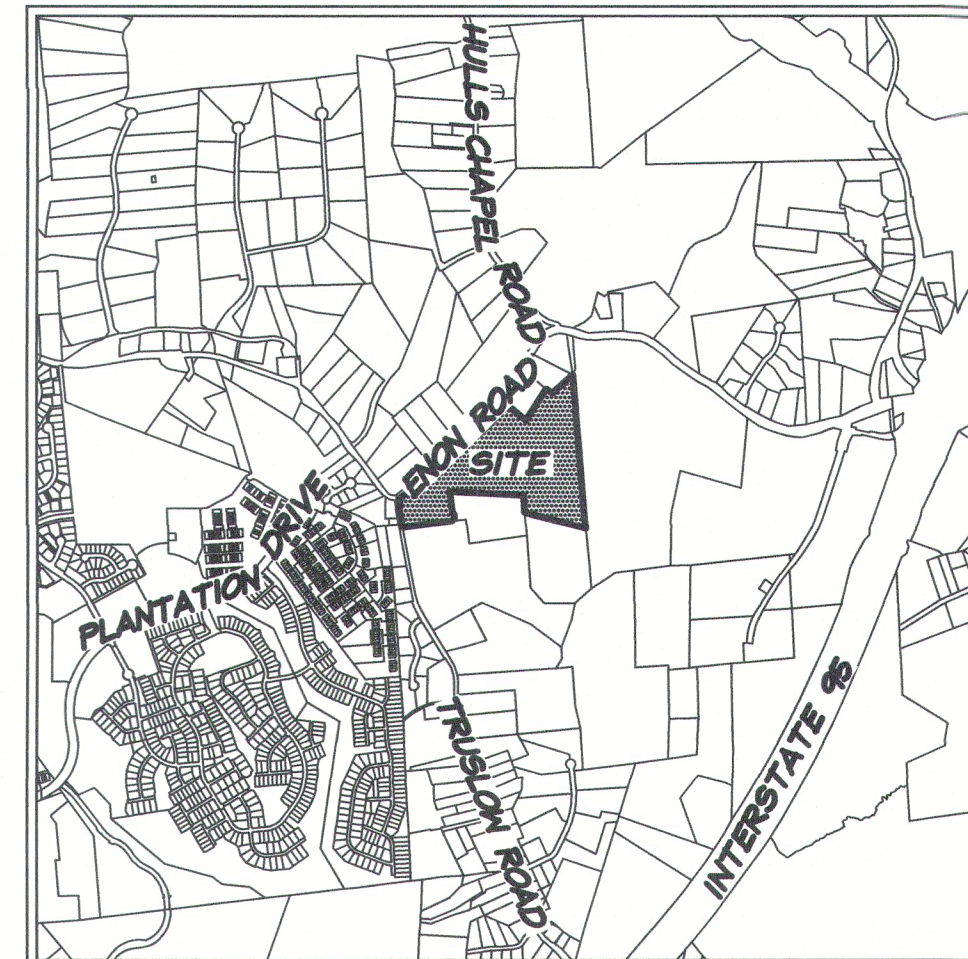 HULLS CHAPEL ROAD
ENON ROAD
SITE
PLANTATION DRIVE
TRUSLOW ROAD
INTERSTATE 95